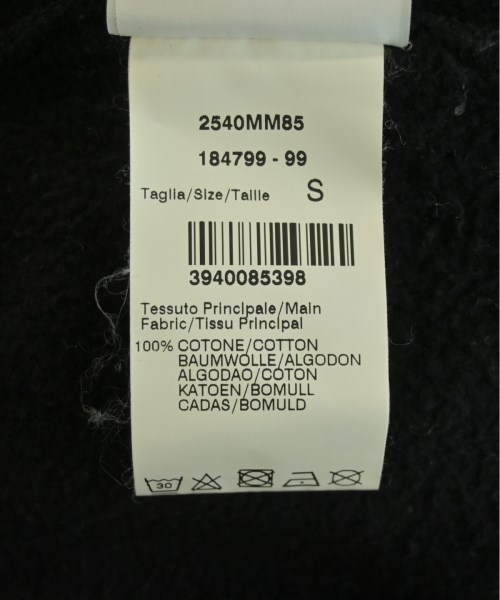 2540MM85
184799 - 99
Taglia/Size/Taille S
3940085398
Tessuto Principale/Main
Fabric/Tissu Principal
100% COTONE/COTTON
BAUMWOLLE/ALGODON
ALGODAO/COTON
KATOEN/BOMULL
CADAS/BOMULD
30